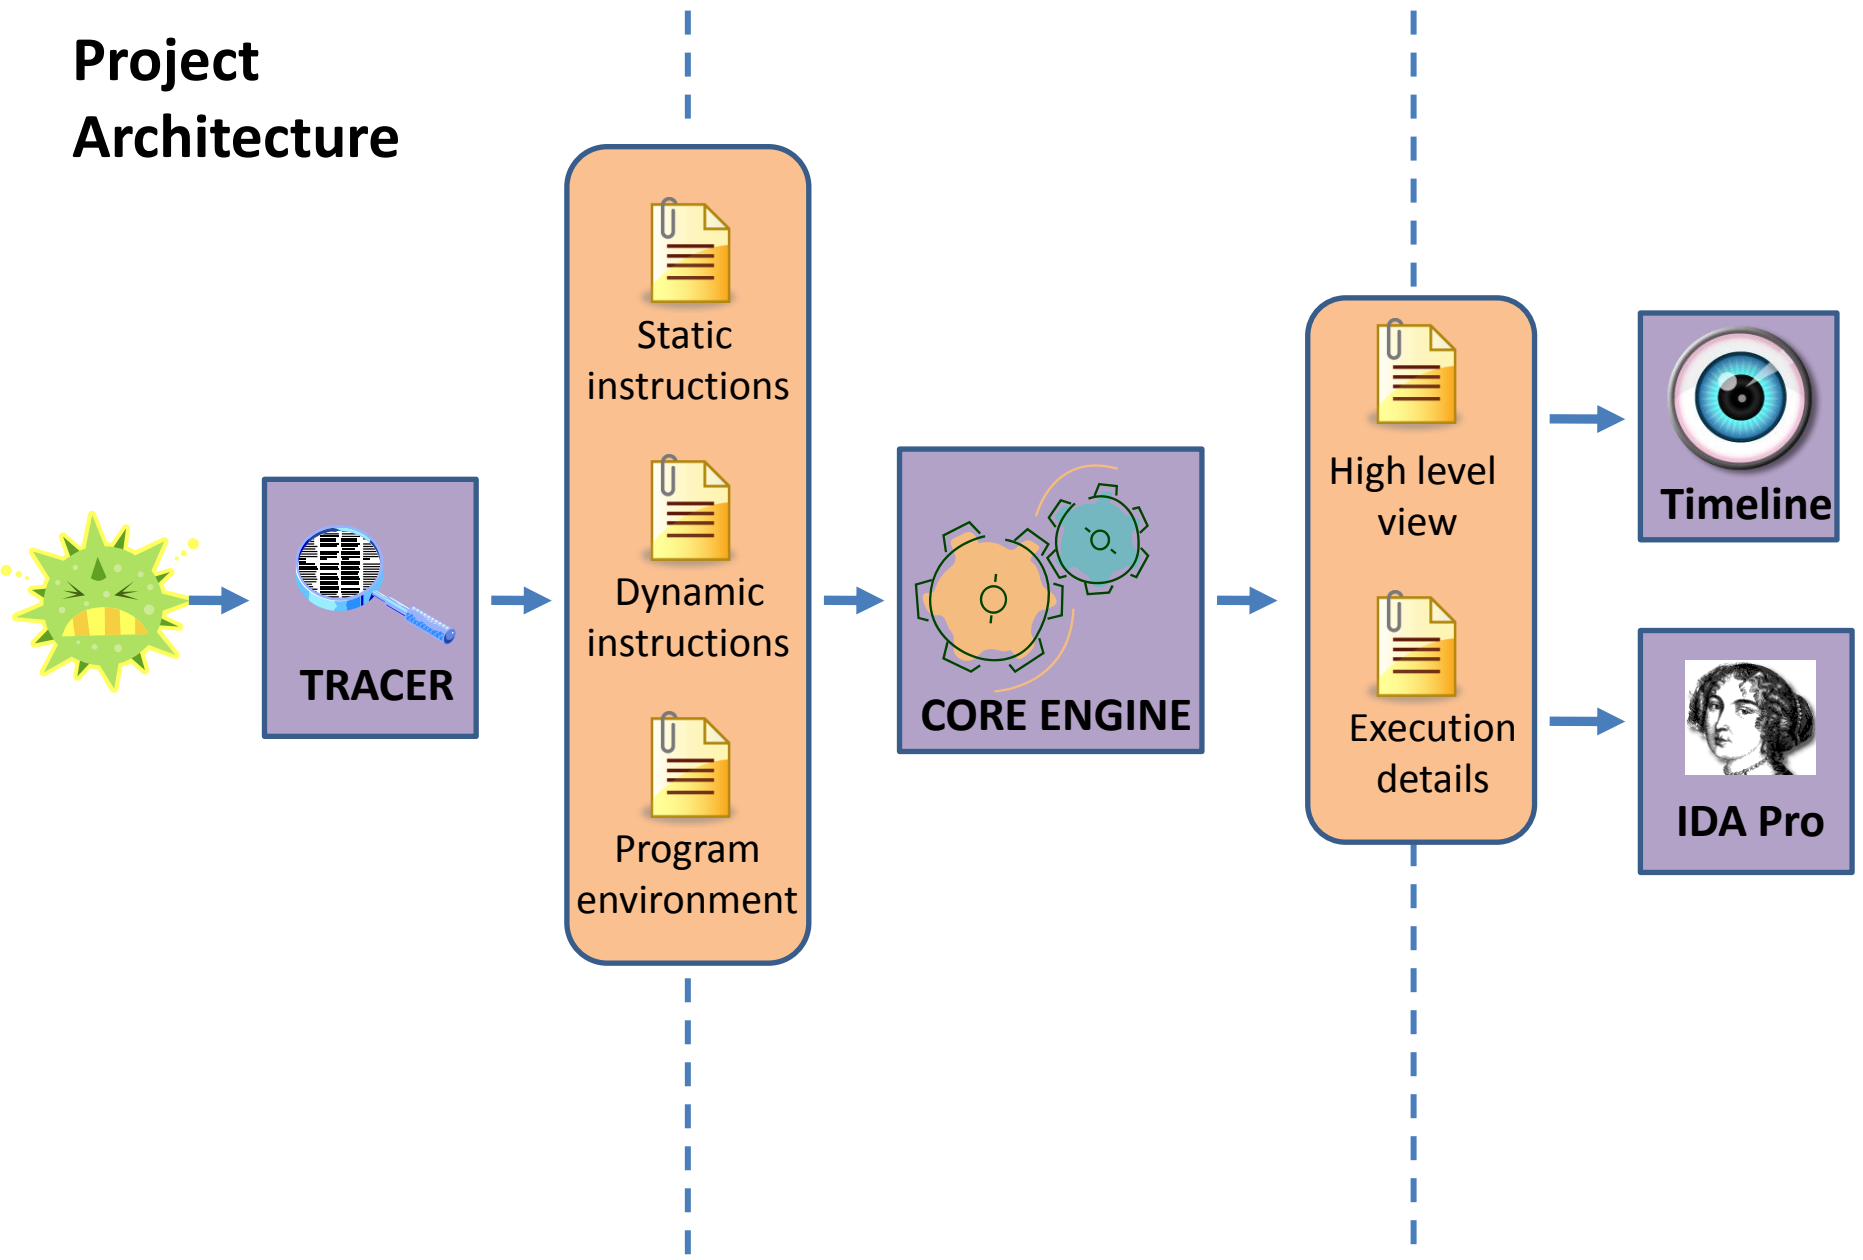 Project
Architecture
TRACER
Static
instructions
Dynamic
instructions
Program
environment
CORE ENGINE
High level
view
Execution
details
Timeline
IDA Pro